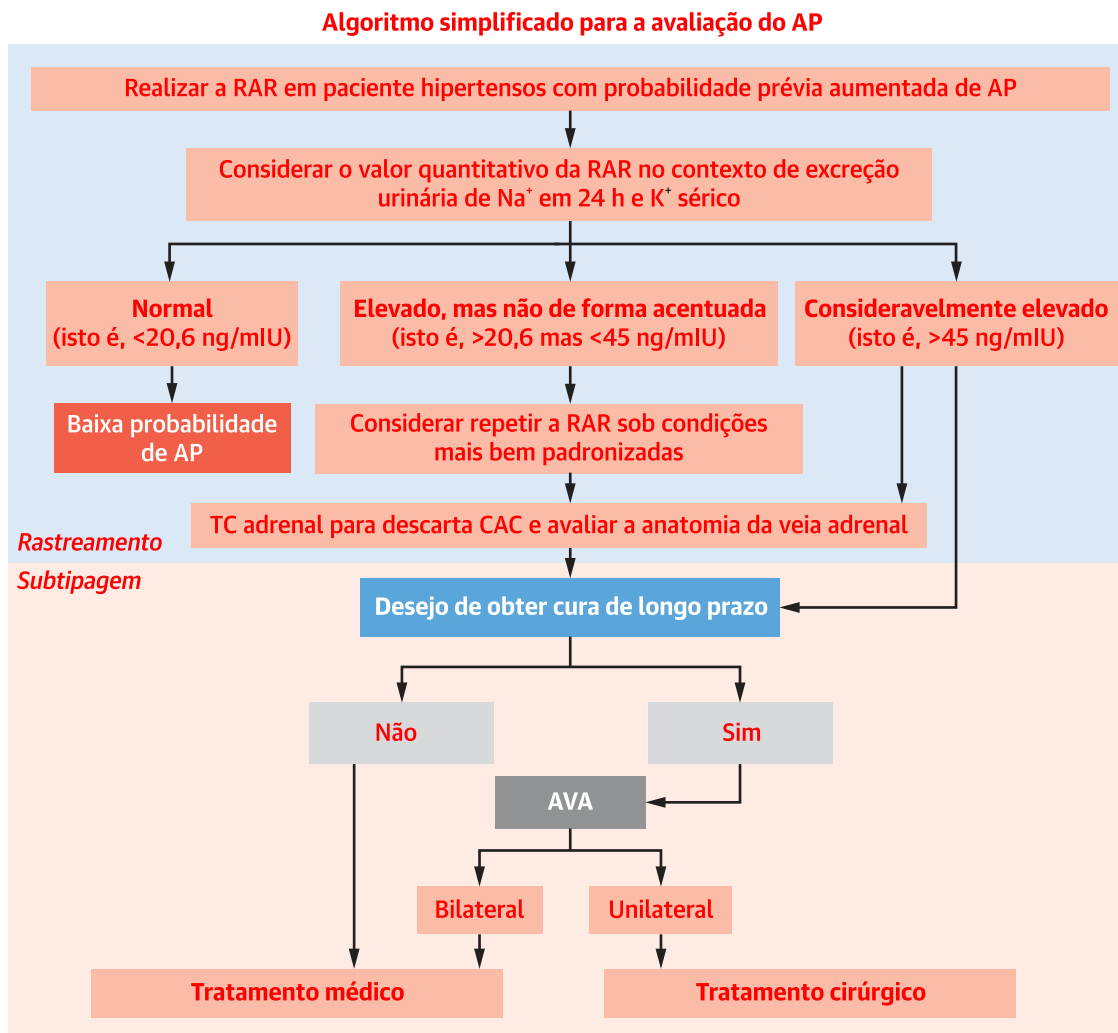 Algoritmo simplificado para a avaliação do AP
Realizar a RAR em paciente hipertensos com probabilidade prévia aumentada de AP
Considerar o valor quantitativo da RAR no contexto de excreção
urinária de Na⁺ em 24 h e K⁺ sérico
Normal
(isto é, <20,6 ng/mIU)
Elevado, mas não de forma acentuada
(isto é, >20,6 mas <45 ng/mIU)
Consideravelmente elevado
(isto é, >45 ng/mIU)
Baixa probabilidade
de AP
Considerar repetir a RAR sob condições
mais bem padronizadas
TC adrenal para descarta CAC e avaliar a anatomia da veia adrenal
Rastreamento
Subtipagem
Desejo de obter cura de longo prazo
Não
Sim
AVA
Bilateral
Unilateral
Tratamento médico
Tratamento cirúrgico